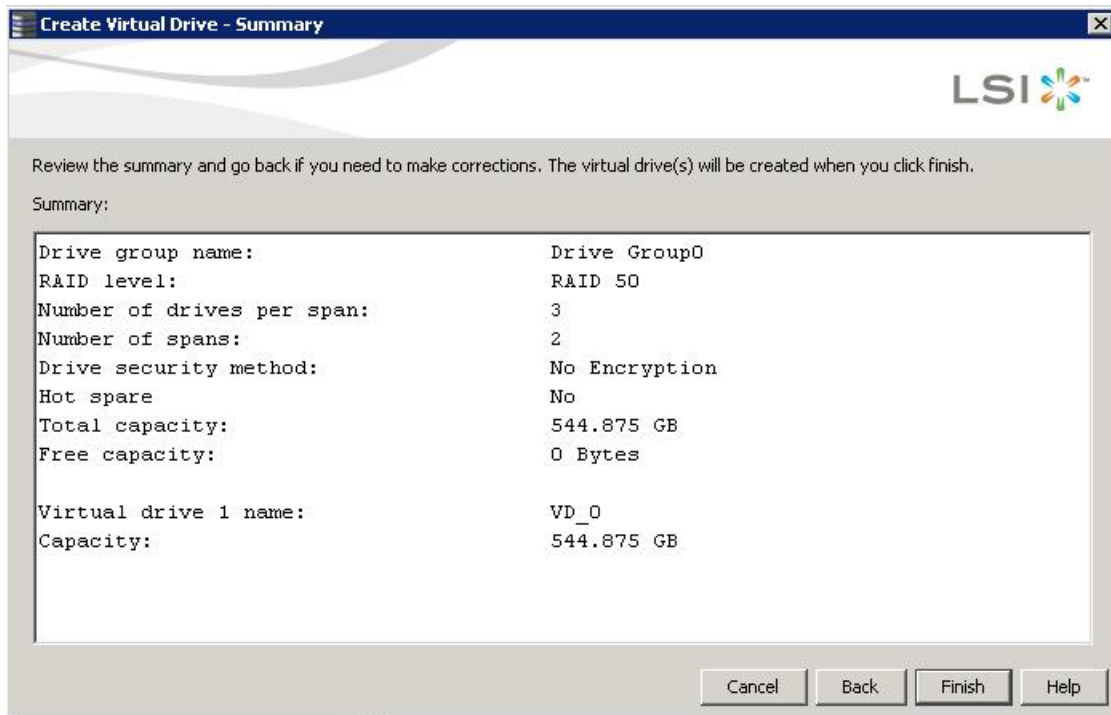 Create Virtual Drive - Summary
LSI
Review the summary and go back if you need to make corrections. The virtual drive(s) will be created when you click finish.
Summary:
Drive group name: Drive Group0
RAID level: RAID 50
Number of drives per span: 3
Number of spans: 2
Drive security method: No Encryption
Hot spare No
Total capacity: 544.875 GB
Free capacity: 0 Bytes
Virtual drive 1 name: VD_0
Capacity: 544.875 GB
Cancel Back Finish Help